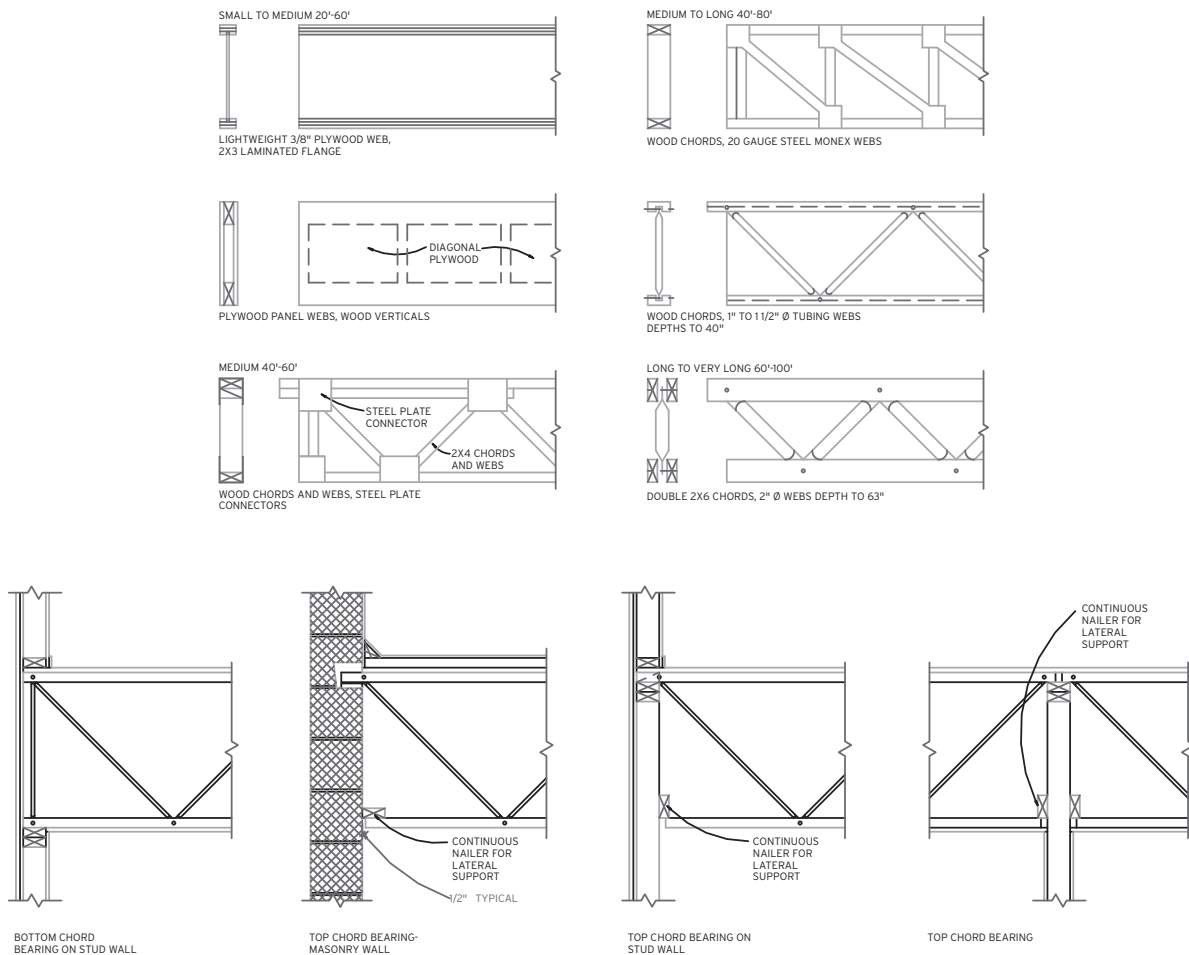 SMALL TO MEDIUM 20'-60'
LIGHTWEIGHT 3/8" PLYWOOD WEB,
2X3 LAMINATED FLANGE
MEDIUM TO LONG 40'-80'
WOOD CHORDS, 20 GAUGE STEEL MONEX WEBS
DIAGONAL
PLYWOOD
PLYWOOD PANEL WEBS, WOOD VERTICALS
WOOD CHORDS, 1" TO 1 1/2" Ø TUBING WEBS
DEPTHS TO 40"
MEDIUM 40'-60'
STEEL PLATE
CONNECTOR
2X4 CHORDS
AND WEBS
WOOD CHORDS AND WEBS, STEEL PLATE
CONNECTORS
LONG TO VERY LONG 60'-100'
DOUBLE 2X6 CHORDS, 2" Ø WEBS DEPTH TO 63"
BOTTOM CHORD
BEARING ON STUD WALL
CONTINUOUS
NAILER FOR
LATERAL
SUPPORT
1/2" TYPICAL
TOP CHORD BEARING-
MASONRY WALL
CONTINUOUS
NAILER FOR
LATERAL
SUPPORT
TOP CHORD BEARING ON
STUD WALL
CONTINUOUS
NAILER FOR
LATERAL
SUPPORT
TOP CHORD BEARING